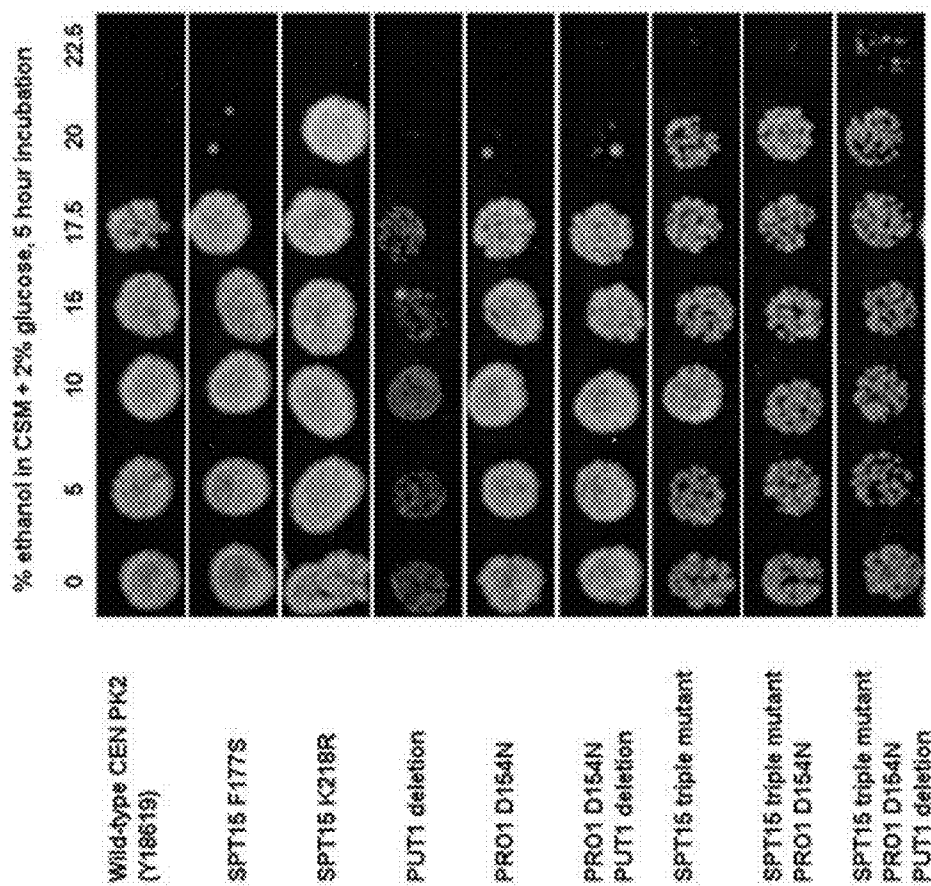 % ethanol in CSM + 2% glucose, 5 hour incubation
0 5 10 15 17.5 20 22.5
Wild-type CEN PK2
(Y18619)
SPT15 F177S
SPT15 K218R
PUT1 deletion
PRO1 D154N
PRO1 D154N
PUT1 deletion
SPT15 triple mutant
SPT15 triple mutant
PRO1 D154N
SPT15 triple mutant
PRO1 D154N
PUT1 deletion